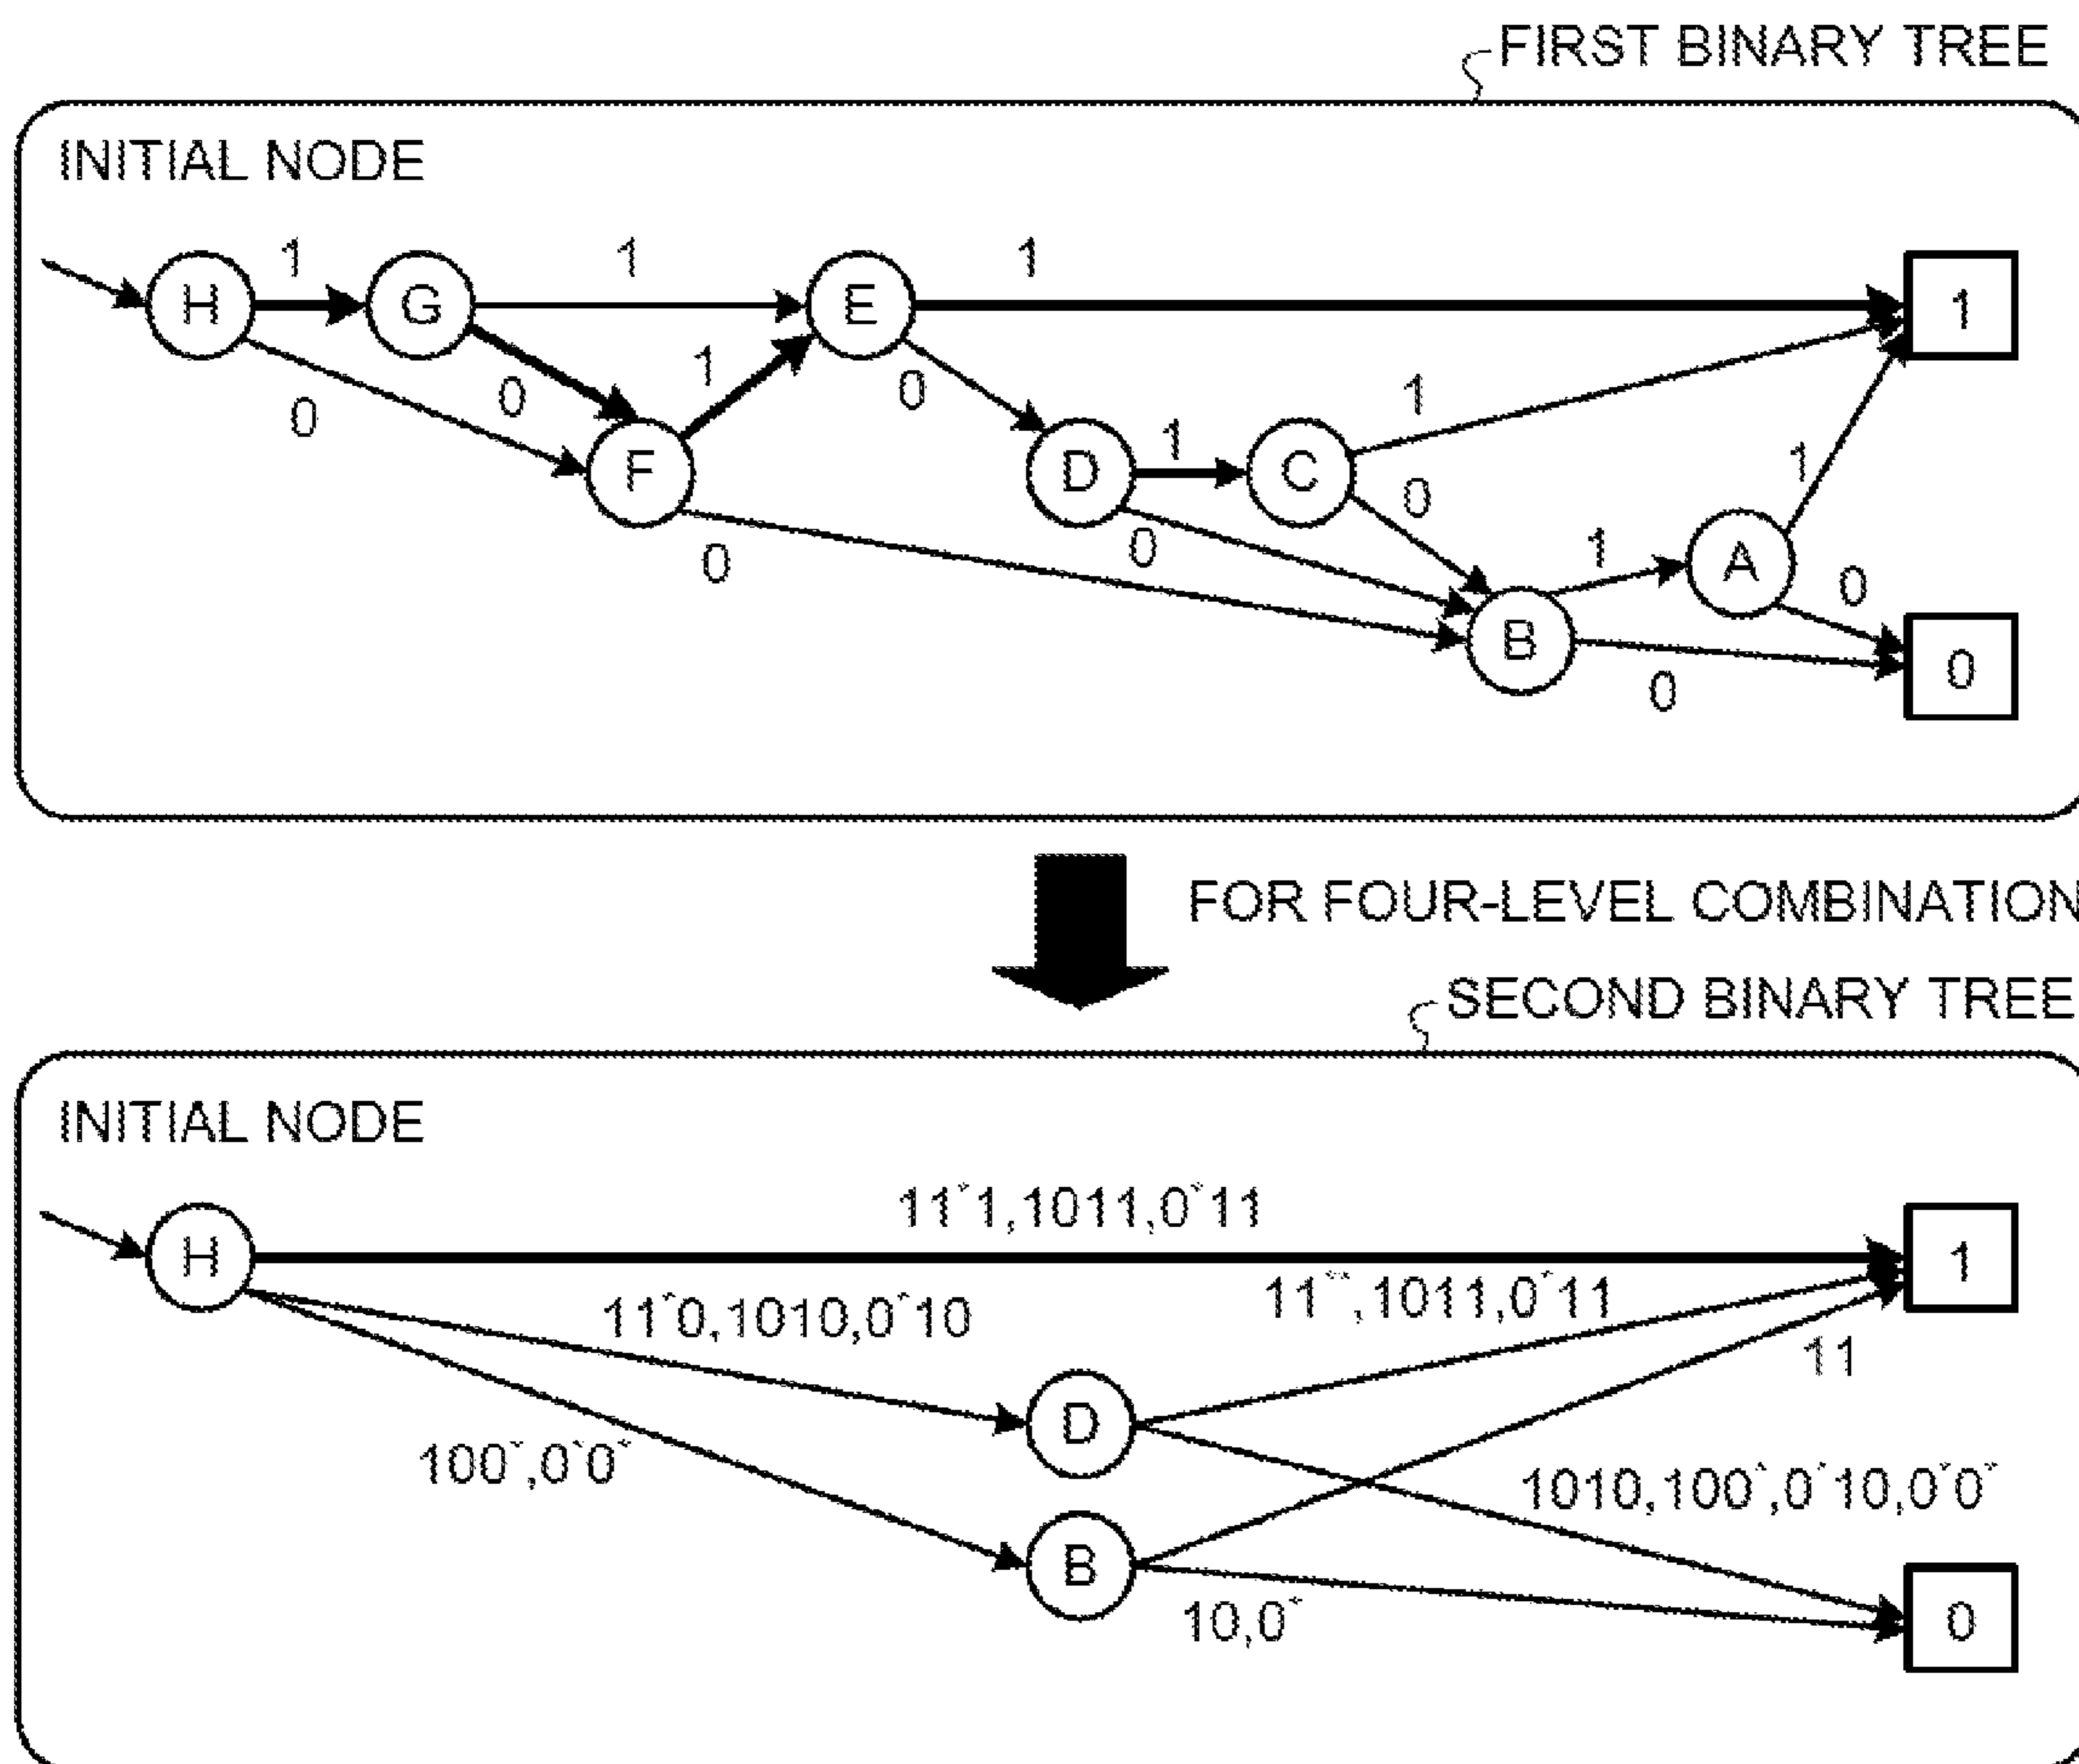 FIRST BINARY TREE
INITIAL NODE
1 1 1
H G E 1
1 0 0 0 1
1 1
F D C
0 0 0 1 A 0
B 0
0
FOR FOUR-LEVEL COMBINATION
SECOND BINARY TREE
INITIAL NODE
11*1,1011,0*11
H 1
11*0,1010,0*10 11**,1011,0*11
11
D
100*,0*0* 1010,100*,0*10,0*0*
B
10,0* 0